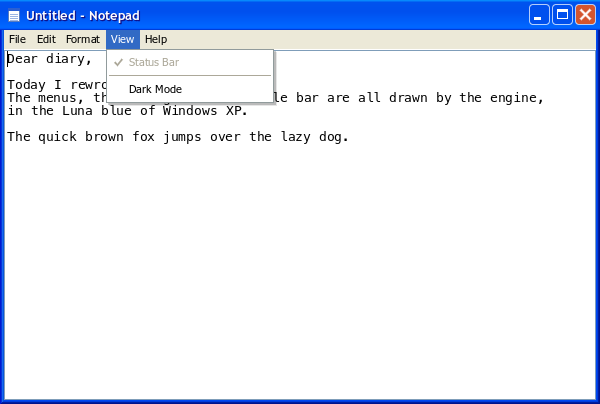 Untitled - Notepad
File Edit Format View Help
Status Bar
Dark Mode
Dear diary,
Today I
The menus, le bar are all drawn by the engine,
in the Luna blue of Windows XP.
The quick brown fox jumps over the lazy dog.